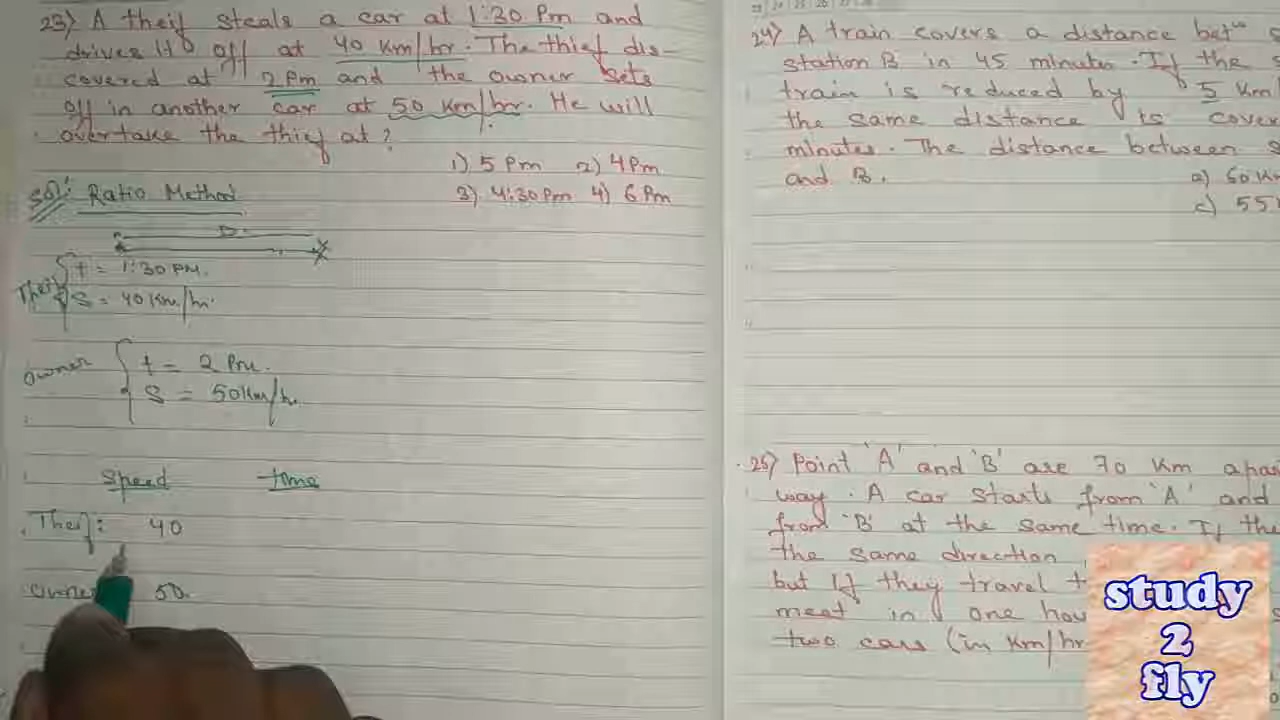 23) A theif steals a car at 1:30 Pm and
drives it off at 40 Km/hr. The thief dis-
covered at 2 Pm and the owner sets
off in another car at 50 Km/hr. He will
overtake the thief at?
1) 5 Pm 2) 4 Pm
3) 4:30 Pm 4) 6 Pm
Solⁿ: Ratio Method
D
Theif t = 1:30 PM.
S = 40 Km/hr.
owner t = 2 Pm.
S = 50 Km/hr.
Speed time
Theif: 40
owner 50
24) A train covers a distance betⁿ s
station B in 45 minutes. If the s
train is reduced by 5 Km
the same distance is cover
minutes. The distance between s
and B.
a) 60 Km
c) 55
25) Point 'A' and 'B' are 70 Km apa
way. A car starts from 'A' and
from 'B' at the same time. If the
the same direction
but if they travel t
meet in one hou
two cars (in Km/hr
study
2
fly